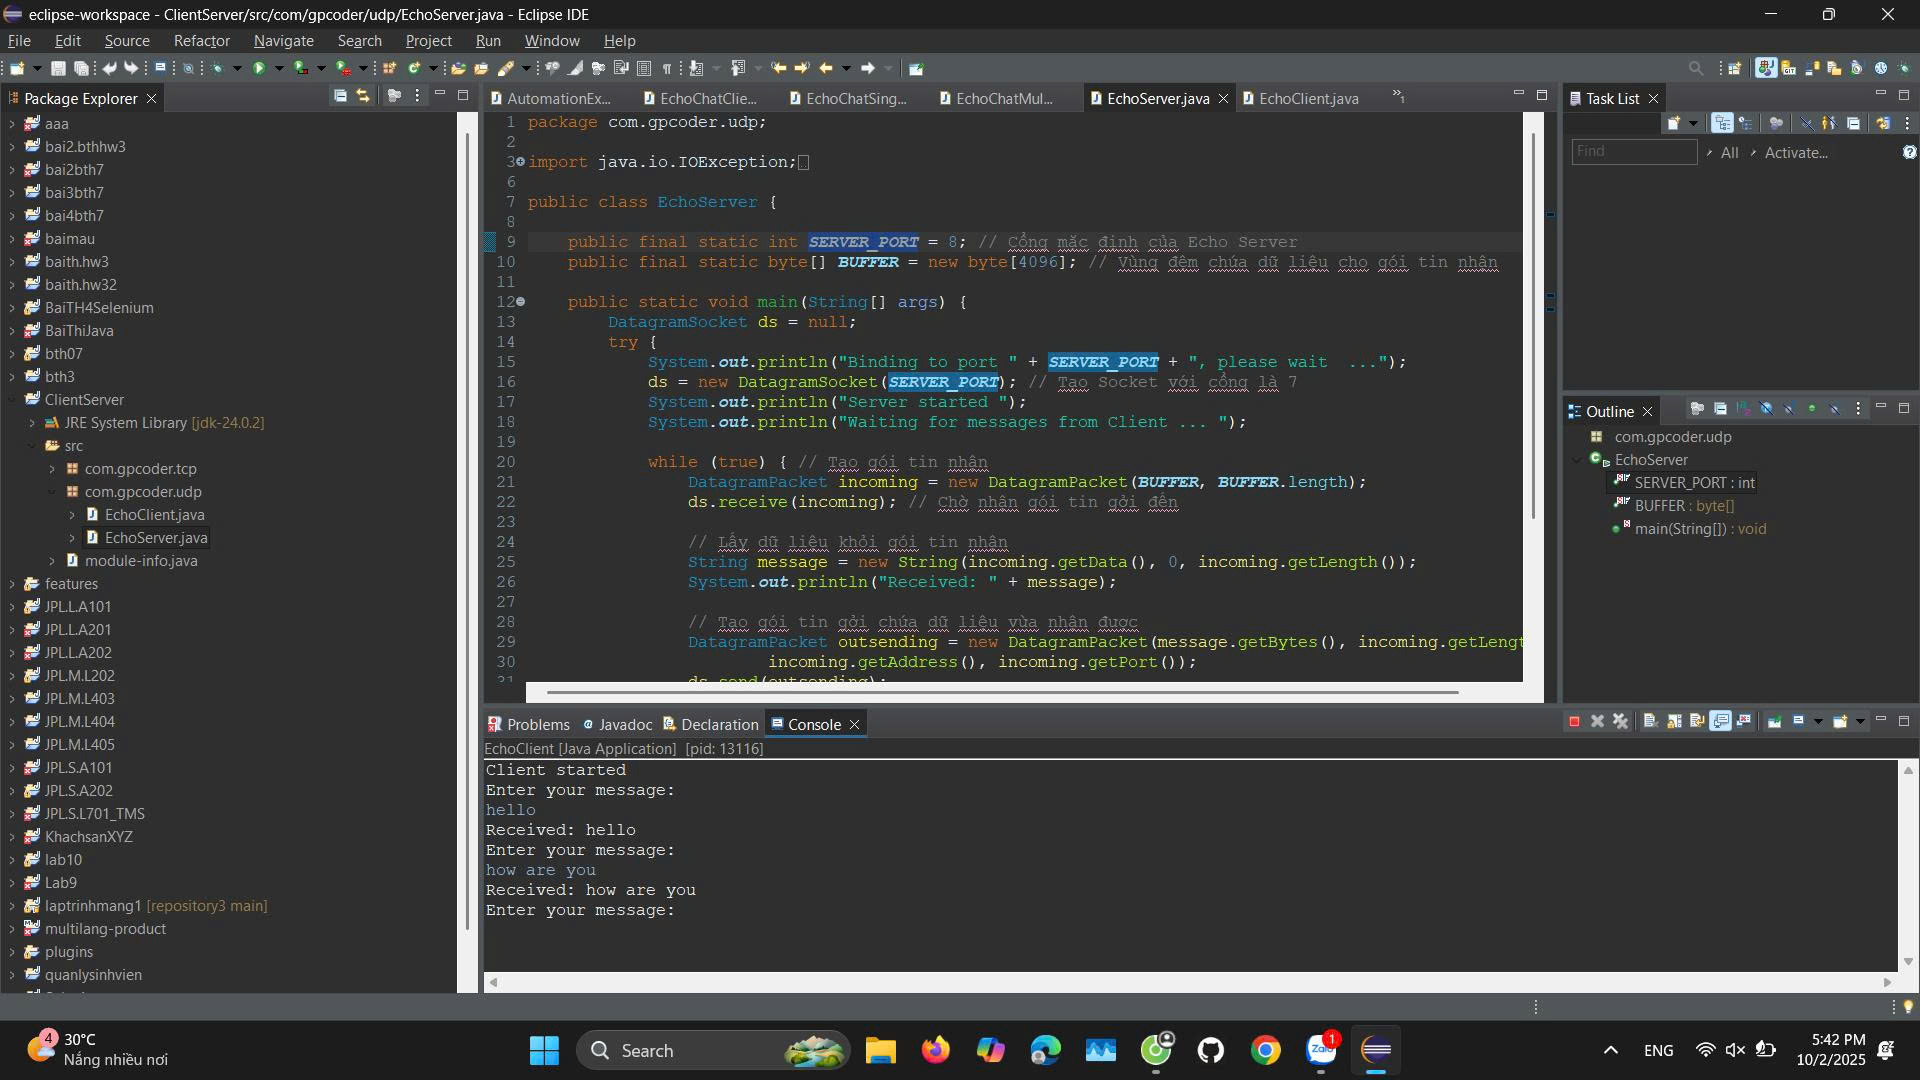 eclipse-workspace - ClientServer/src/com/gpcoder/udp/EchoServer.java - Eclipse IDE
File Edit Source Refactor Navigate Search Project Run Window Help
Package Explorer
aaa
bai2.bthhw3
bai2bth7
bai3bth7
bai4bth7
baimau
baith.hw3
baith.hw32
BaiTH4Selenium
BaiThiJava
bth07
bth3
ClientServer
JRE System Library [jdk-24.0.2]
src
com.gpcoder.tcp
com.gpcoder.udp
EchoClient.java
EchoServer.java
module-info.java
features
JPL.L.A101
JPL.L.A201
JPL.L.A202
JPL.M.L202
JPL.M.L403
JPL.M.L404
JPL.M.L405
JPL.S.A101
JPL.S.A202
JPL.S.L701_TMS
KhachsanXYZ
lab10
Lab9
laptrinhmang1 [repository3 main]
multilang-product
plugins
quanlysinhvien
AutomationEx... EchoChatClie... EchoChatSing... EchoChatMul... EchoServer.java EchoClient.java »1
1 package com.gpcoder.udp;
2
3 import java.io.IOException;
6
7 public class EchoServer {
8
9 public final static int SERVER_PORT = 8; // Cổng mặc định của Echo Server
10 public final static byte[] BUFFER = new byte[4096]; // Vùng đệm chứa dữ liệu cho gói tin nhận
11
12 public static void main(String[] args) {
13 DatagramSocket ds = null;
14 try {
15 System.out.println("Binding to port " + SERVER_PORT + ", please wait  ...");
16 ds = new DatagramSocket(SERVER_PORT); // Tạo Socket với cổng là 7
17 System.out.println("Server started ");
18 System.out.println("Waiting for messages from Client ... ");
19
20 while (true) { // Tạo gói tin nhận
21 DatagramPacket incoming = new DatagramPacket(BUFFER, BUFFER.length);
22 ds.receive(incoming); // Chờ nhận gói tin gởi đến
23
24 // Lấy dữ liệu khỏi gói tin nhận
25 String message = new String(incoming.getData(), 0, incoming.getLength());
26 System.out.println("Received: " + message);
27
28 // Tạo gói tin gởi chứa dữ liệu vừa nhận được
29 DatagramPacket outsending = new DatagramPacket(message.getBytes(), incoming.getLengt
30 incoming.getAddress(), incoming.getPort());
31 ds.send(outsending);
Task List
Find All Activate...
Outline
com.gpcoder.udp
EchoServer
SERVER_PORT : int
BUFFER : byte[]
main(String[]) : void
Problems Javadoc Declaration Console
EchoClient [Java Application] [pid: 13116]
Client started
Enter your message:
hello
Received: hello
Enter your message:
how are you
Received: how are you
Enter your message:
4
30°C
Nắng nhiều nơi
Search
Zalo
1
ENG
5:42 PM
10/2/2025